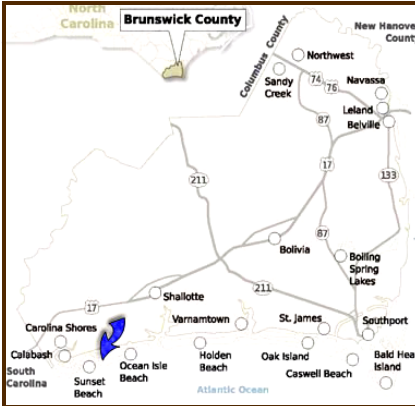 North
Carolina
Brunswick County
New Hanover
County
Columbus County
Northwest
Sandy
Creek
74
76
Navassa
Leland
Belville
87
17
133
211
87
Bolivia
Boiling
Spring
Lakes
211
Shallotte
17
Varnamtown
St. James
Southport
Carolina Shores
Calabash
South
Carolina
Sunset
Beach
Ocean Isle
Beach
Holden
Beach
Oak Island
Caswell Beach
Bald Hea
Island
Atlantic Ocean